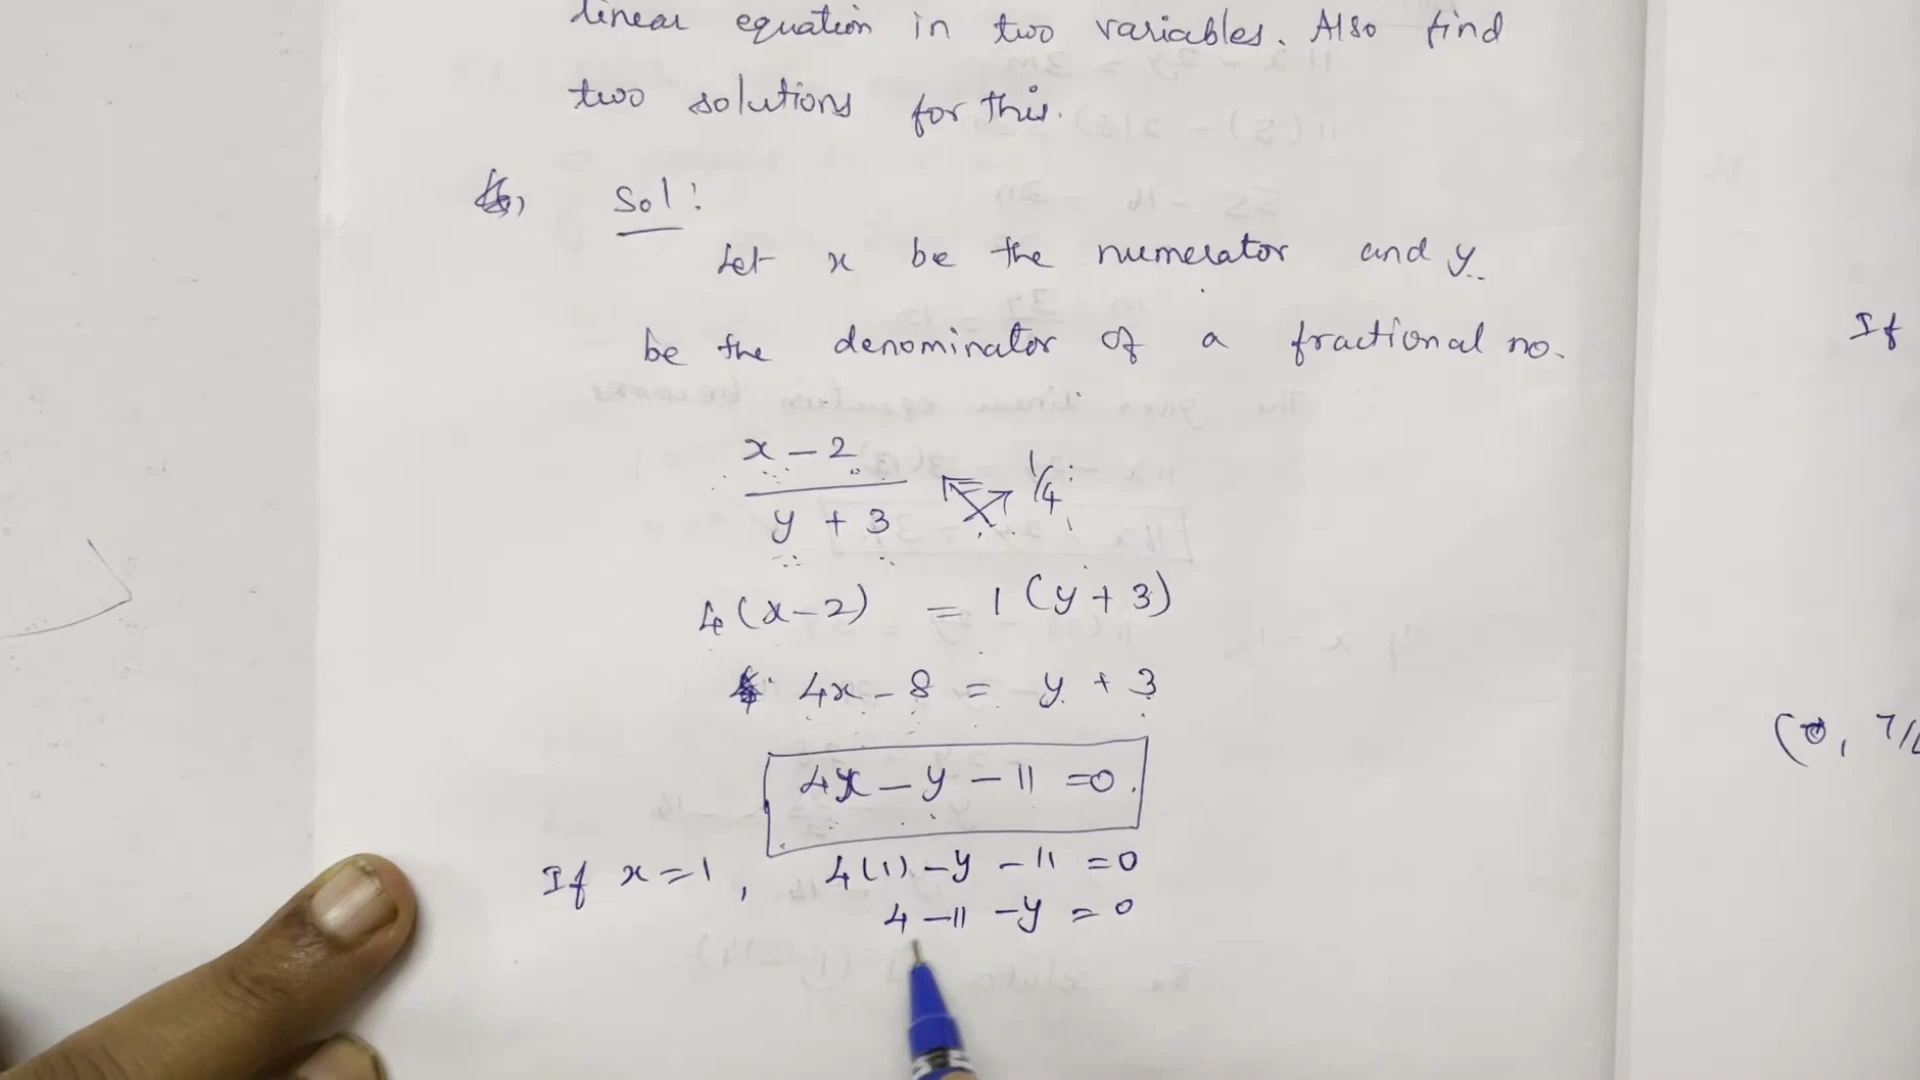 linear equation in two variables. Also find
two solutions for this.
Sol:
Let x be the numerator and y
be the denominator of a fractional no.
x - 2
y + 3
1/4
4(x-2) = 1(y+3)
4x - 8 = y + 3
4x - y - 11 = 0.
If x = 1, 4(1) - y - 11 = 0
4 - 11 - y = 0
If